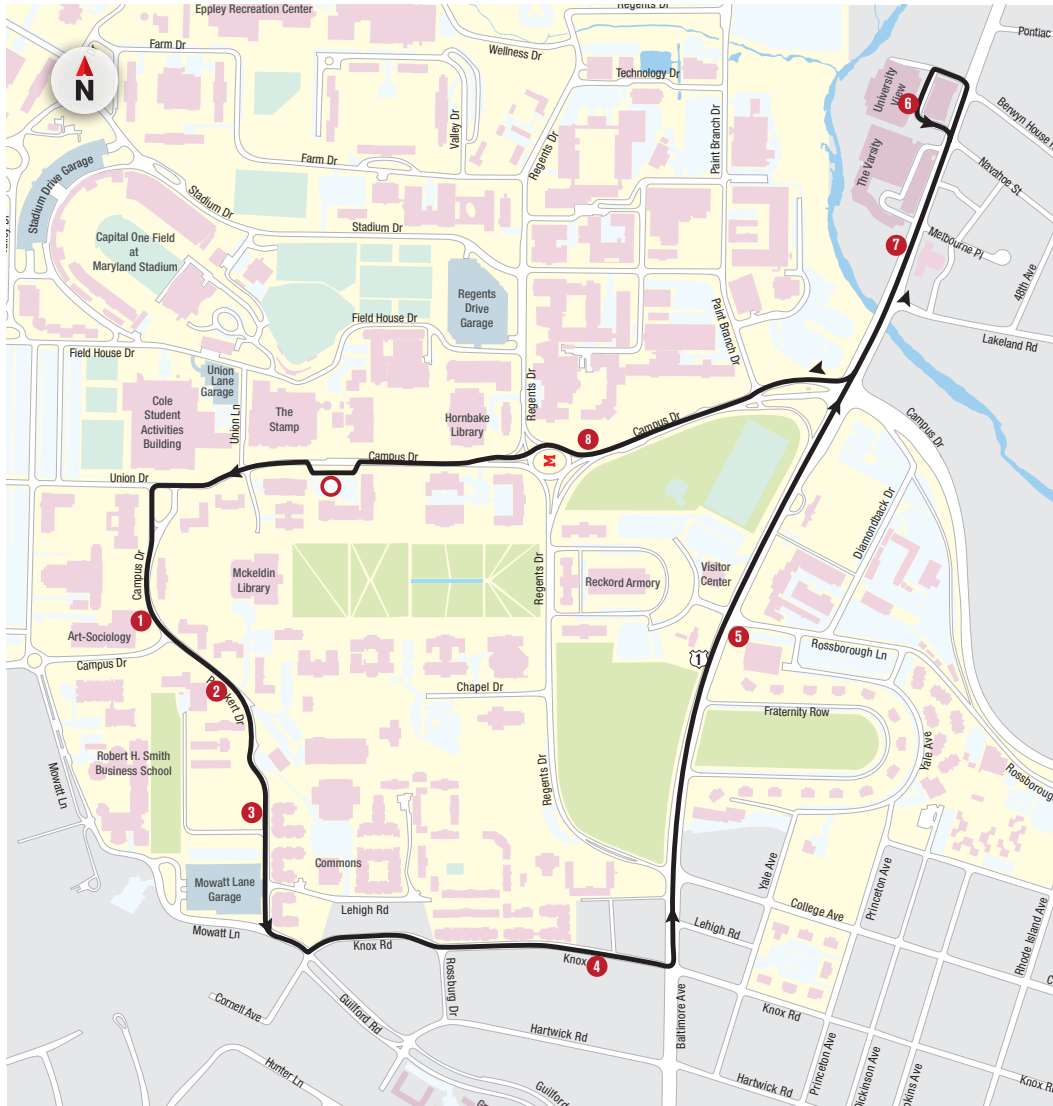 Eppley Recreation Center
Regents Dr
Pontiac
Farm Dr
Wellness Dr
Technology Dr
N
University
View
6
Berwyn House
Valley Dr
Regents Dr
Paint Branch Dr
Farm Dr
Navahoe St
The Varsity
Stadium Drive Garage
Stadium Dr
Stadium Dr
Capital One Field
at
Maryland Stadium
Melbourne Pl
7
48th Ave
Regents
Drive
Garage
Field House Dr
Paint Branch Dr
Lakeland Rd
Field House Dr
Union
Lane
Garage
Cole
Student
Activities
Building
The
Stamp
Union Ln
Hornbake
Library
Regents Dr
Campus Dr
8
Campus Dr
Campus Dr
M
Union Dr
Diamondback Dr
Campus Dr
Mckeldin
Library
Regents Dr
Reckord Armory
Visitor
Center
1
Art-Sociology
5
Rossborough Ln
Campus Dr
2
1
Chapel Dr
Fraternity Row
Yale Ave
Robert H. Smith
Business School
Mowatt Ln
Regents Dr
3
Commons
Yale Ave
Princeton Ave
Mowatt Lane
Garage
Lehigh Rd
College Ave
Lehigh Rd
Rhode Island Ave
Mowatt Ln
Knox Rd
4
Knox
Rossburg Dr
Cornell Ave
Guilford Rd
Baltimore Ave
Knox Rd
Hartwick Rd
Princeton Ave
Dickinson Ave
Hunter Ln
Hartwick Rd
Knox R
Guilford